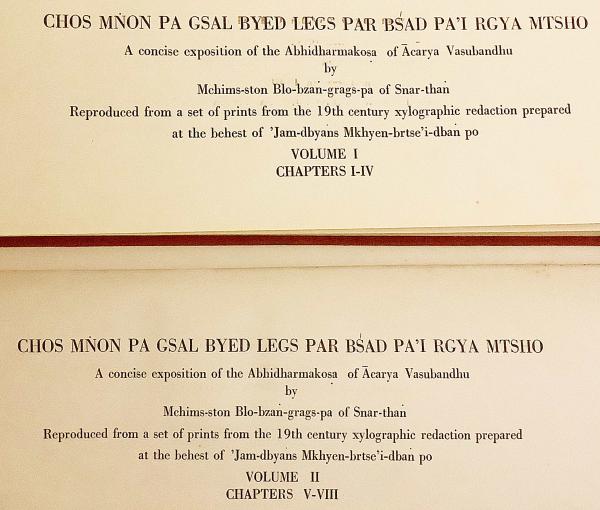 CHOS MṄON PA GSAL BYED LEGS PAR BŚAD PA'I RGYA MTSHO
A concise exposition of the Abhidharmakosa of Ācarya Vasubandhu
by
Mchims-ston Blo-bzaṅ-grags-pa of Snar-thaṅ
Reproduced from a set of prints from the 19th century xylographic redaction prepared
at the behest of 'Jam-dbyaṅs Mkhyen-brtse'i-dbaṅ po
VOLUME I
CHAPTERS I-IV
CHOS MṄON PA GSAL BYED LEGS PAR BŚAD PA'I RGYA MTSHO
A concise exposition of the Abhidharmakosa of Ācarya Vasubandhu
by
Mchims-ston Blo-bzaṅ-grags-pa of Snar-thaṅ
Reproduced from a set of prints from the 19th century xylographic redaction prepared
at the behest of 'Jam-dbyaṅs Mkhyen-brtse'i-dbaṅ po
VOLUME II
CHAPTERS V-VIII